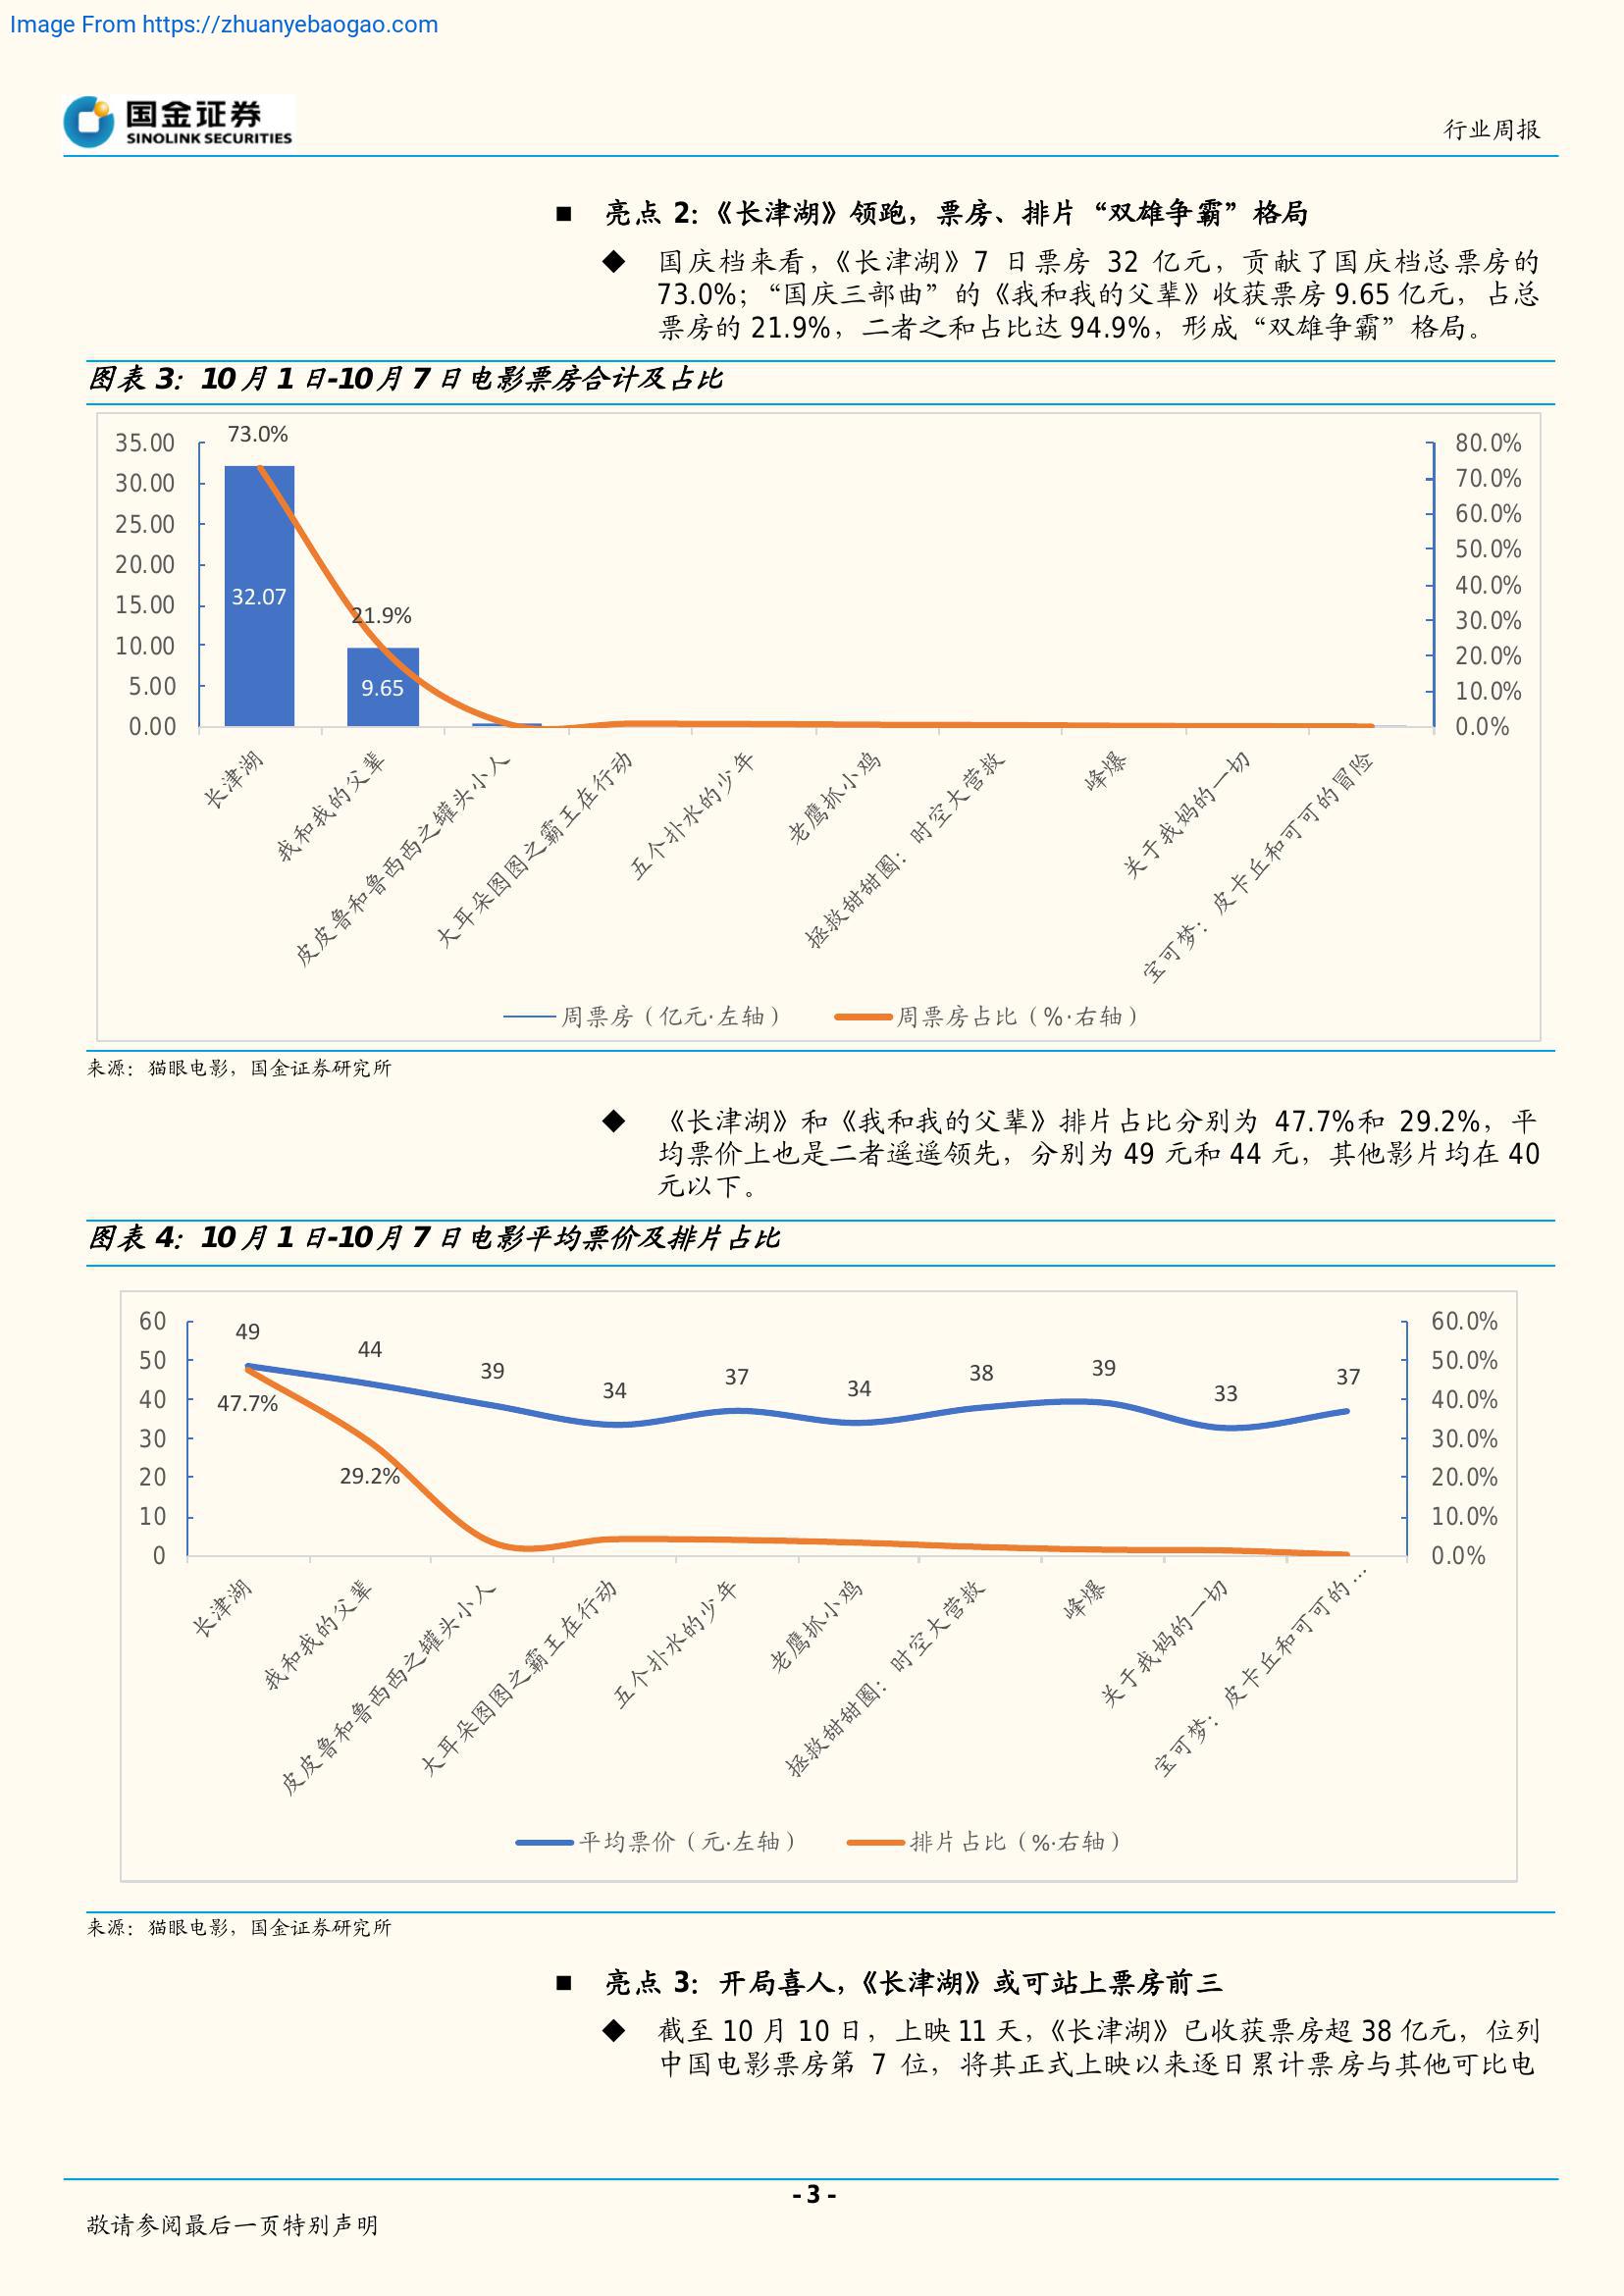 Image From https://zhuanyebaogao.com
国金证券
SINOLINK SECURITIES
行业周报
■ 亮点 2：《长津湖》领跑，票房、排片“双雄争霸”格局
◆ 国庆档来看，《长津湖》7 日票房 32 亿元，贡献了国庆档总票房的
73.0%；“国庆三部曲”的《我和我的父辈》收获票房 9.65 亿元，占总
票房的 21.9%，二者之和占比达 94.9%，形成“双雄争霸”格局。
图表 3：10 月 1 日-10 月 7 日电影票房合计及占比
35.00
30.00
25.00
20.00
15.00
10.00
5.00
0.00
73.0%
32.07
21.9%
9.65
80.0%
70.0%
60.0%
50.0%
40.0%
30.0%
20.0%
10.0%
0.0%
长津湖
我和我的父辈
皮皮鲁和鲁西西之罐头小人
大耳朵图图之霸王在行动
五个扑水的少年
老鹰抓小鸡
拯救甜甜圈：时空大营救
峰爆
关于我妈的一切
宝可梦：皮卡丘和可可的冒险
周票房（亿元·左轴）
周票房占比（%·右轴）
来源：猫眼电影，国金证券研究所
◆ 《长津湖》和《我和我的父辈》排片占比分别为 47.7%和 29.2%，平
均票价上也是二者遥遥领先，分别为 49 元和 44 元，其他影片均在 40
元以下。
图表 4：10 月 1 日-10 月 7 日电影平均票价及排片占比
60
50
40
30
20
10
0
49
44
39
34
37
34
38
39
33
37
47.7%
29.2%
60.0%
50.0%
40.0%
30.0%
20.0%
10.0%
0.0%
长津湖
我和我的父辈
皮皮鲁和鲁西西之罐头小人
大耳朵图图之霸王在行动
五个扑水的少年
老鹰抓小鸡
拯救甜甜圈：时空大营救
峰爆
关于我妈的一切
宝可梦：皮卡丘和可可的…
平均票价（元·左轴）
排片占比（%·右轴）
来源：猫眼电影，国金证券研究所
■ 亮点 3：开局喜人，《长津湖》或可站上票房前三
◆ 截至 10 月 10 日，上映 11 天，《长津湖》已收获票房超 38 亿元，位列
中国电影票房第 7 位，将其正式上映以来逐日累计票房与其他可比电
- 3 -
敬请参阅最后一页特别声明